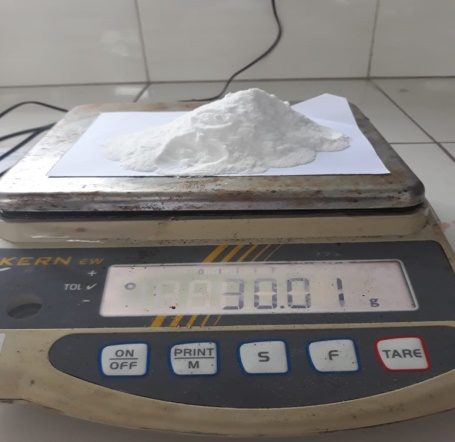 KERN EW
TOL
30.01 g
ON
OFF
PRINT
M
S
F
TARE